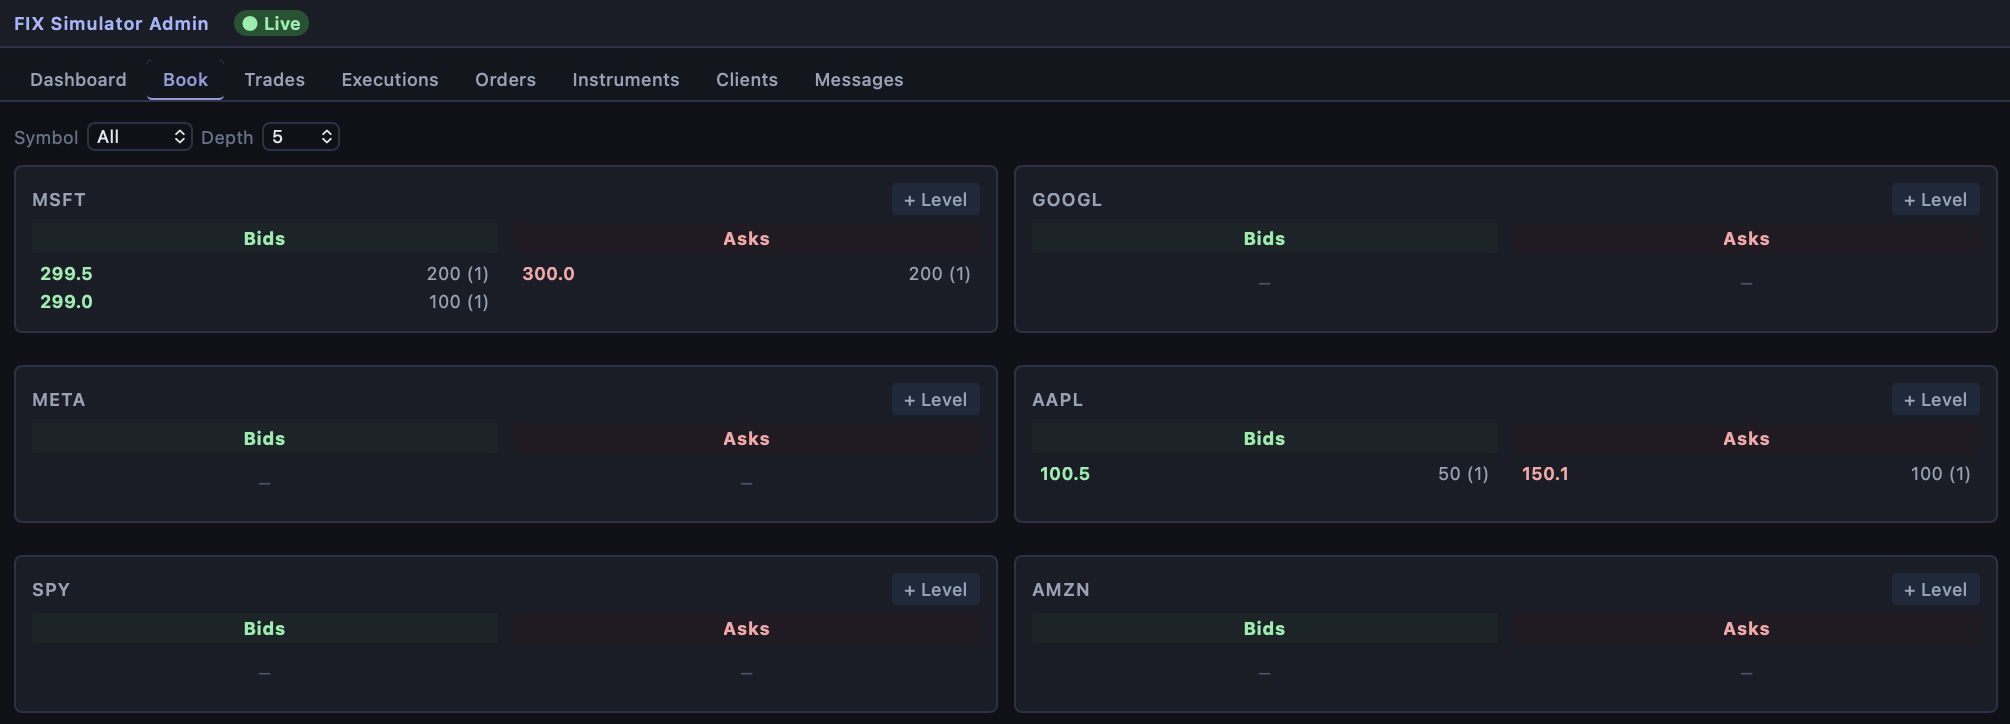 FIX Simulator Admin Live
Dashboard Book Trades Executions Orders Instruments Clients Messages
Symbol All Depth 5
MSFT + Level
Bids Asks
299.5 200 (1) 300.0 200 (1)
299.0 100 (1)
GOOGL + Level
Bids Asks
– –
META + Level
Bids Asks
– –
AAPL + Level
Bids Asks
100.5 50 (1) 150.1 100 (1)
SPY + Level
Bids Asks
– –
AMZN + Level
Bids Asks
– –